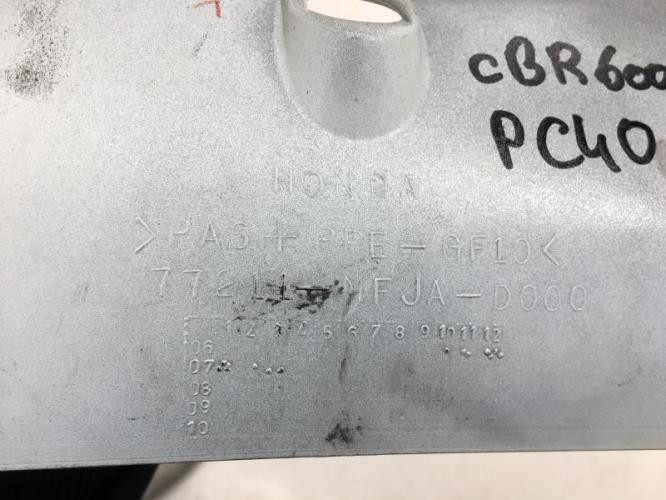 cBR600
PC40
HONDA
>PA6+PPE-GF10<
77211-MFJA-D000
1 2 3 4 5 6 7 8 9 10 11 12
06
07
08
09
10